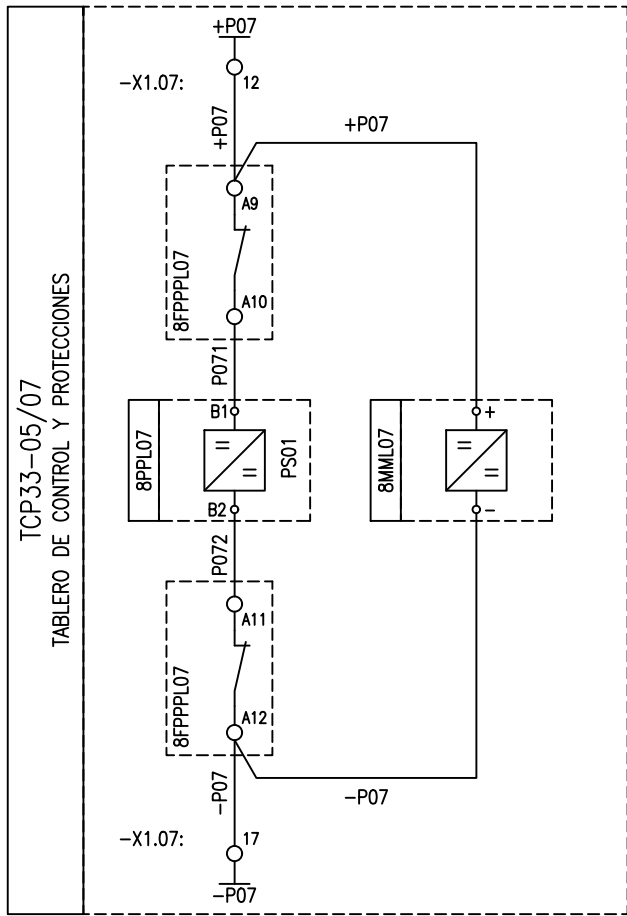 TCP33-05/07
TABLERO DE CONTROL Y PROTECCIONES
+P07
-X1.07:
12
+P07
+P07
A9
8FPPPL07
A10
P071
8PPL07
B1
PS01
B2
8MML07
+
-
P072
A11
8FPPPL07
A12
-P07
-P07
-X1.07:
17
-P07